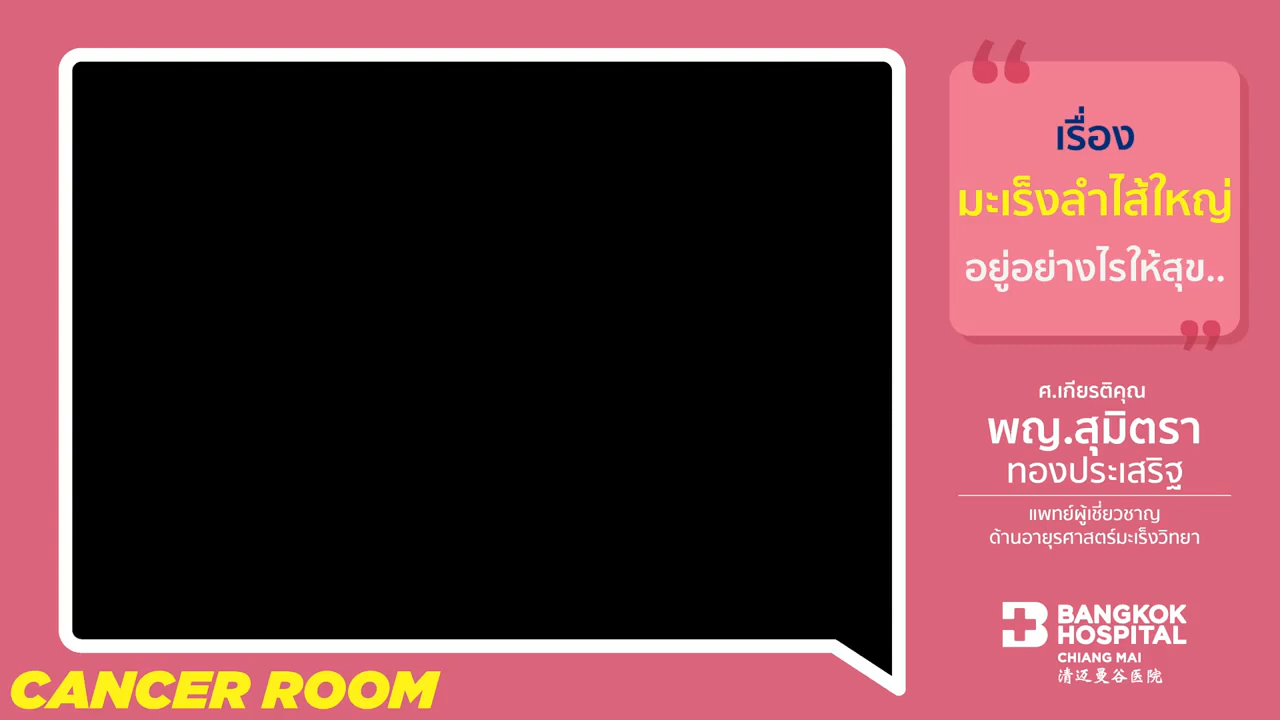 เรื่อง
มะเร็งลำไส้ใหญ่
อยู่อย่างไรให้สุข..
ศ.เกียรติคุณ
พญ.สุมิตรา
ทองประเสริฐ
แพทย์ผู้เชี่ยวชาญ
ด้านอายุรศาสตร์มะเร็งวิทยา
BANGKOK
HOSPITAL
CHIANG MAI
清迈曼谷医院
CANCER ROOM